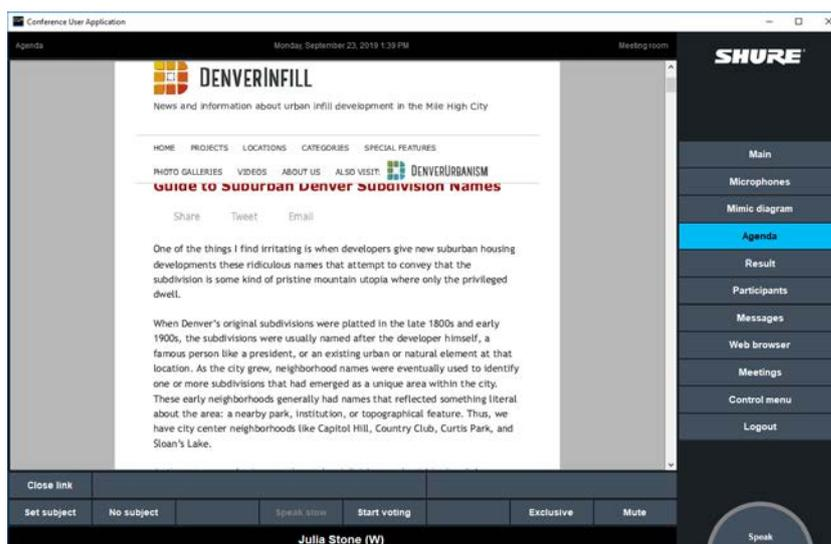 Conference User Application
Agenda
Monday, September 23, 2019 1:39 PM
Meeting room
SHURE
DENVERINFILL
News and information about urban infill development in the Mile High City
HOME PROJECTS LOCATIONS CATEGORIES SPECIAL FEATURES
PHOTO GALLERIES VIDEOS ABOUT US ALSO VISIT: DENVERURBANISM
Guide to Suburban Denver Subdivision Names
Share Tweet Email
One of the things I find irritating is when developers give new suburban housing
developments these ridiculous names that attempt to convey that the
subdivision is some kind of pristine mountain utopia where only the privileged
dwell.
When Denver's original subdivisions were platted in the late 1800s and early
1900s, the subdivisions were usually named after the developer himself, a
famous person like a president, or an existing urban or natural element at that
location. As the city grew, neighborhood names were eventually used to identify
one or more subdivisions that had emerged as a unique area within the city.
These early neighborhoods generally had names that reflected something literal
about the area: a nearby park, institution, or topographical feature. Thus, we
have city center neighborhoods like Capitol Hill, Country Club, Curtis Park, and
Sloan's Lake.
Main
Microphones
Mimic diagram
Agenda
Result
Participants
Messages
Web browser
Meetings
Control menu
Logout
Close link
Set subject
No subject
Speak slow
Start voting
Exclusive
Mute
Julia Stone (W)
Speak